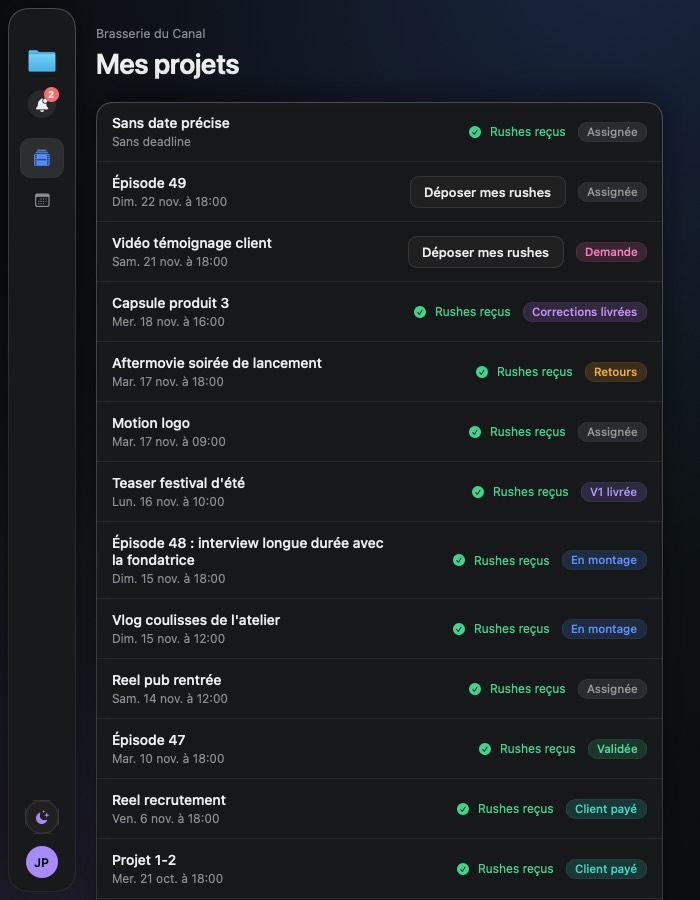 Brasserie du Canal
Mes projets
2
Sans date précise
Sans deadline
Rushes reçus
Assignée
Épisode 49
Dim. 22 nov. à 18:00
Déposer mes rushes
Assignée
Vidéo témoignage client
Sam. 21 nov. à 18:00
Déposer mes rushes
Demande
Capsule produit 3
Mer. 18 nov. à 16:00
Rushes reçus
Corrections livrées
Aftermovie soirée de lancement
Mar. 17 nov. à 18:00
Rushes reçus
Retours
Motion logo
Mar. 17 nov. à 09:00
Rushes reçus
Assignée
Teaser festival d'été
Lun. 16 nov. à 10:00
Rushes reçus
V1 livrée
Épisode 48 : interview longue durée avec
la fondatrice
Dim. 15 nov. à 18:00
Rushes reçus
En montage
Vlog coulisses de l'atelier
Dim. 15 nov. à 12:00
Rushes reçus
En montage
Reel pub rentrée
Sam. 14 nov. à 12:00
Rushes reçus
Assignée
Épisode 47
Mar. 10 nov. à 18:00
Rushes reçus
Validée
Reel recrutement
Ven. 6 nov. à 18:00
Rushes reçus
Client payé
Projet 1-2
Mer. 21 oct. à 18:00
Rushes reçus
Client payé
JP